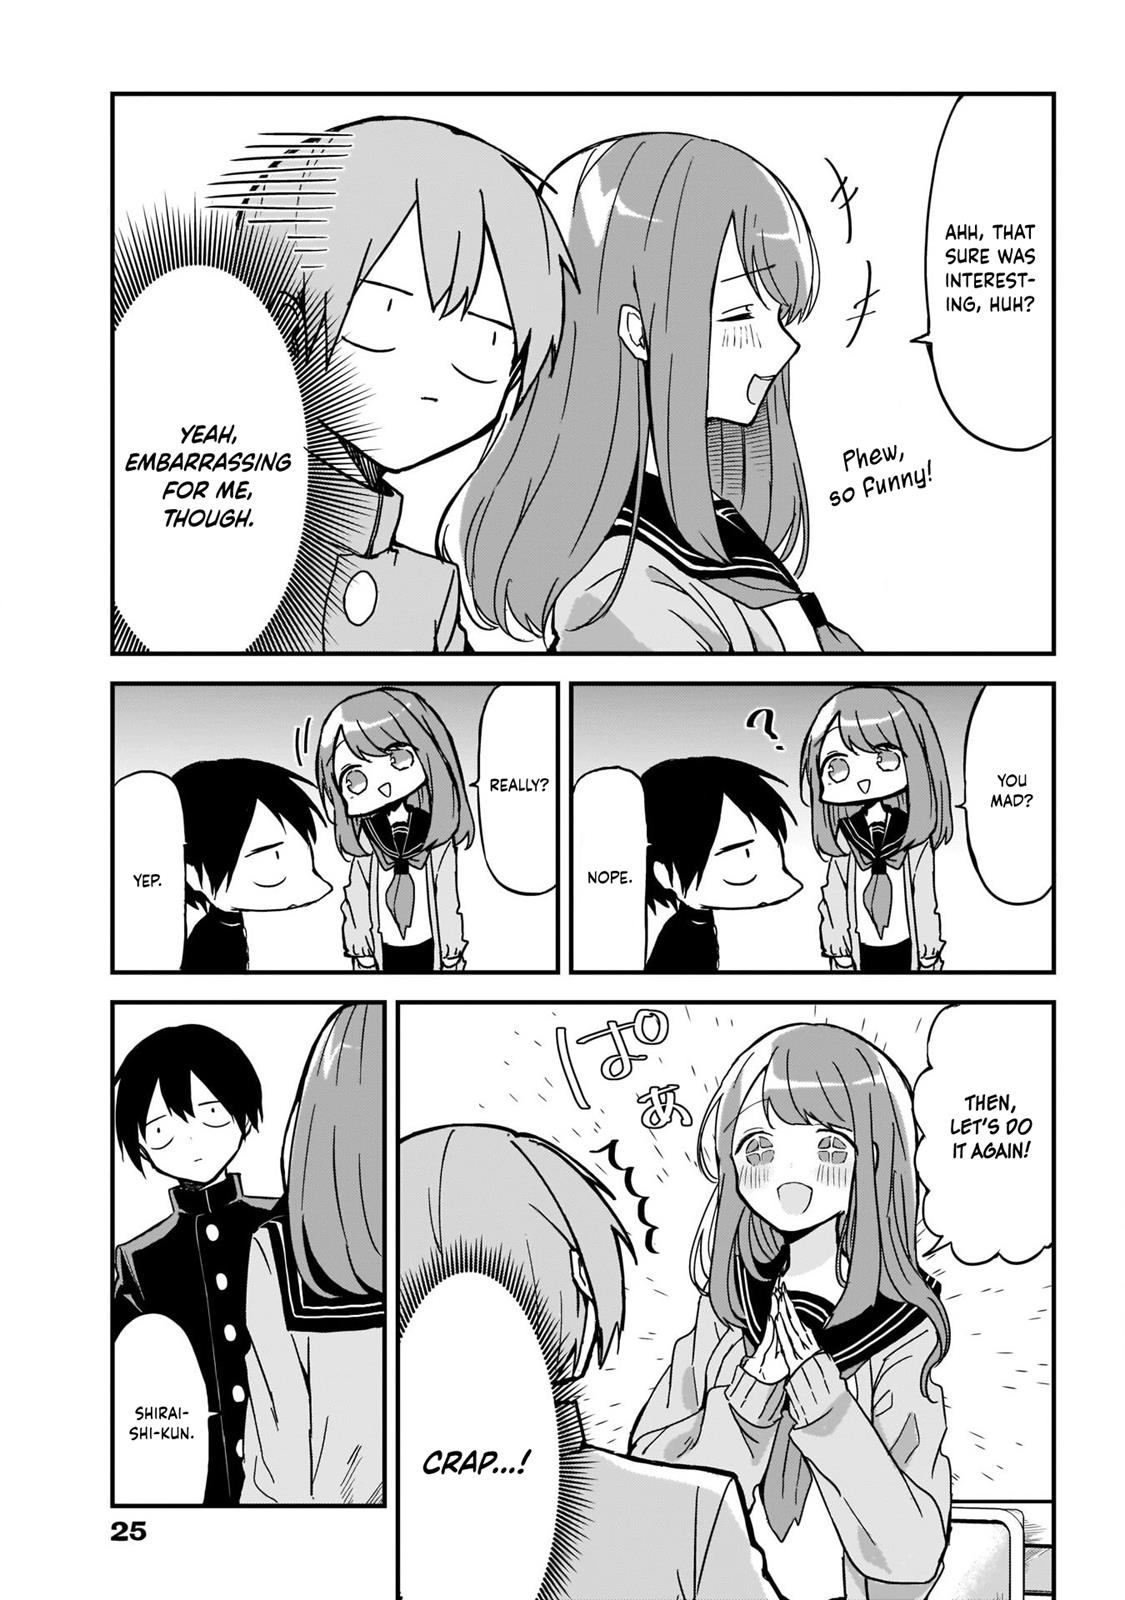 AHH, THAT
SURE WAS
INTEREST-
ING, HUH?
Phew,
so funny!
YEAH,
EMBARRASSING
FOR ME,
THOUGH.
?
YOU
MAD?
NOPE.
REALLY?
YEP.
THEN,
LET'S DO
IT AGAIN!
ぱぁ
CRAP...!
SHIRAI-
SHI-KUN.
25